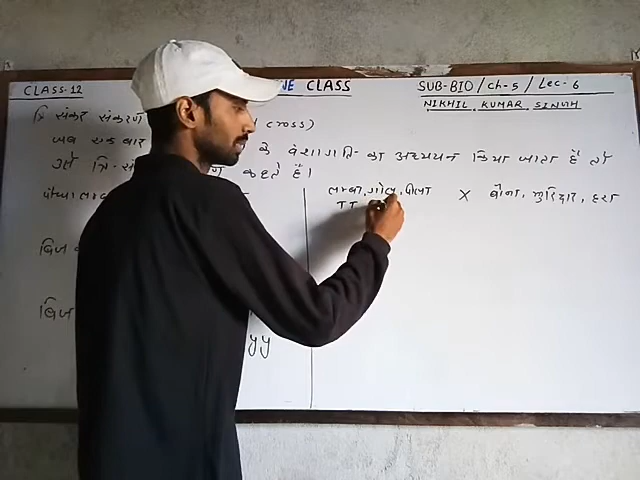 CLASS-12 NE CLASS SUB-BIO / Ch-5 / Lec-6
NIKHIL KUMAR SINGH
त्रि संकर संकरण CROSS)
जब एक बार के वंशागति का अध्ययन किया जाता है तो
उसे त्रि-सं करते हैं।
लम्बा, गोल, पीला X बौना, झुर्रिदार, हरा
TT
बिज
बिज
yy